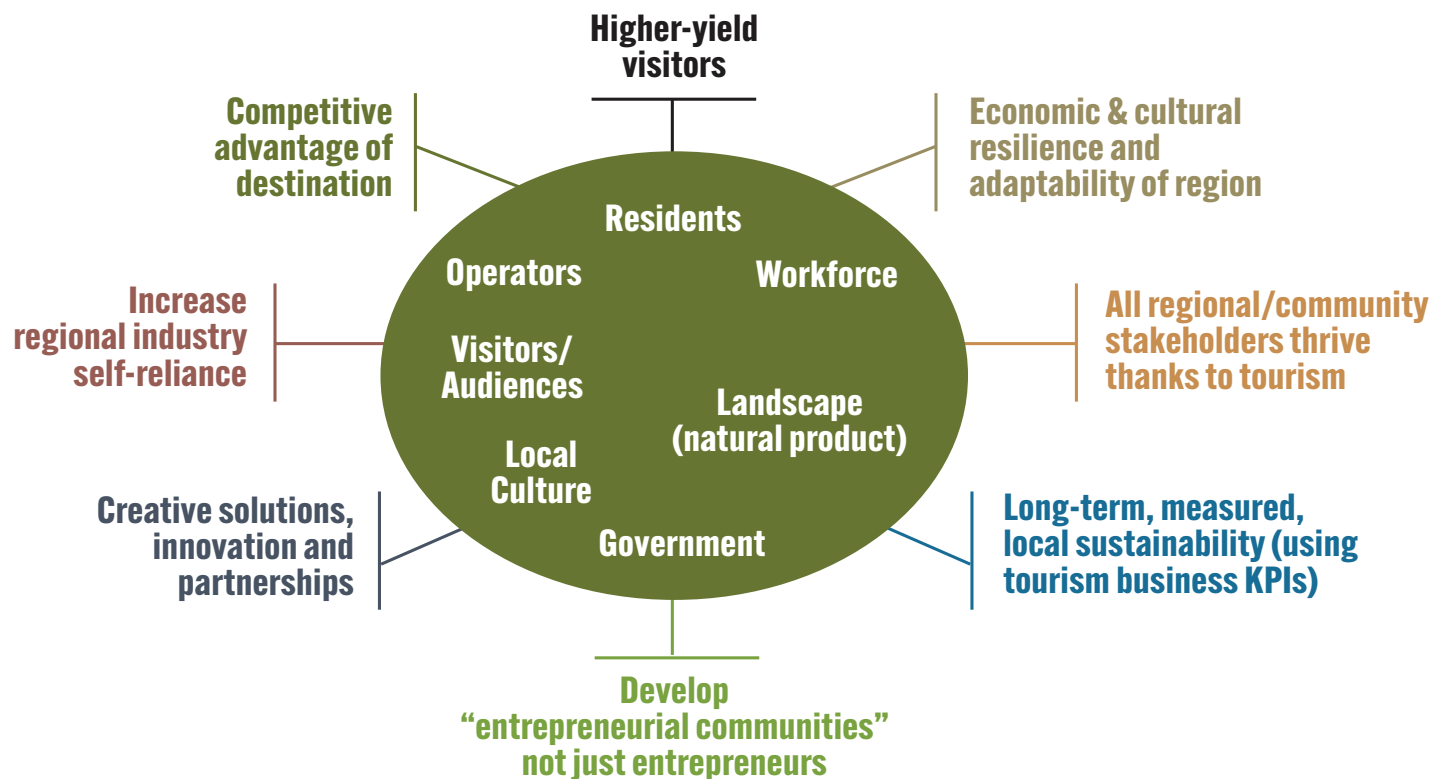 Higher-yield
visitors
Competitive
advantage of
destination
Economic & cultural
resilience and
adaptability of region
Residents
Operators
Workforce
Increase
regional industry
self-reliance
Visitors/
Audiences
All regional/community
stakeholders thrive
thanks to tourism
Landscape
(natural product)
Local
Culture
Creative solutions,
innovation and
partnerships
Government
Long-term, measured,
local sustainability (using
tourism business KPIs)
Develop
“entrepreneurial communities”
not just entrepreneurs